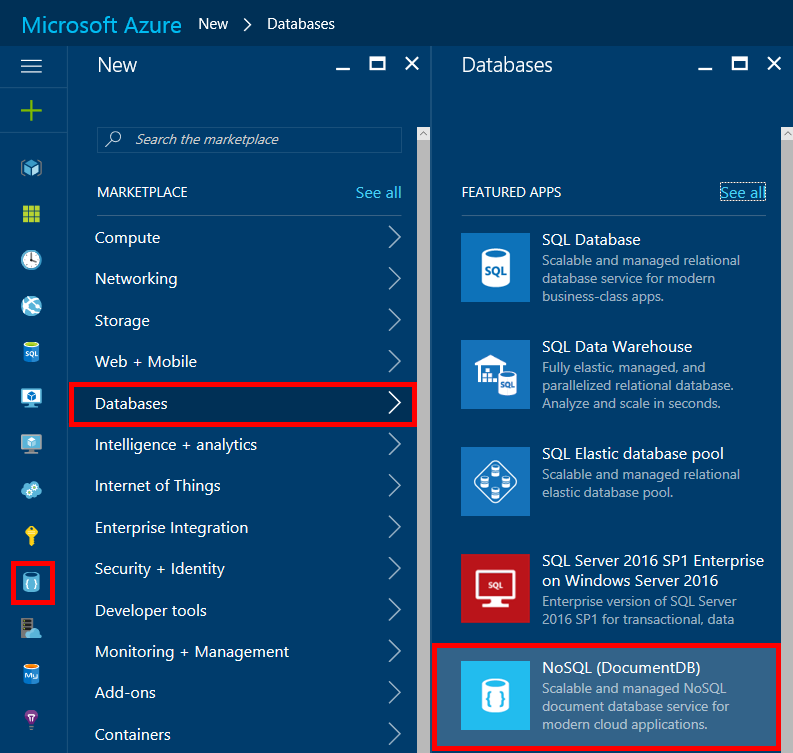 Microsoft Azure New > Databases
New
Databases
Search the marketplace
MARKETPLACE See all
Compute
Networking
Storage
Web + Mobile
Databases
Intelligence + analytics
Internet of Things
Enterprise Integration
Security + Identity
Developer tools
Monitoring + Management
Add-ons
Containers
FEATURED APPS See all
SQL
SQL Database
Scalable and managed relational
database service for modern
business-class apps.
SQL
SQL Data Warehouse
Fully elastic, managed, and
parallelized relational database.
Analyze and scale in seconds.
SQL Elastic database pool
Scalable and managed relational
elastic database pool.
SQL
SQL Server 2016 SP1 Enterprise
on Windows Server 2016
Enterprise version of SQL Server
2016 SP1 for transactional, data
{ }
NoSQL (DocumentDB)
Scalable and managed NoSQL
document database service for
modern cloud applications.
SQL
{ }
My